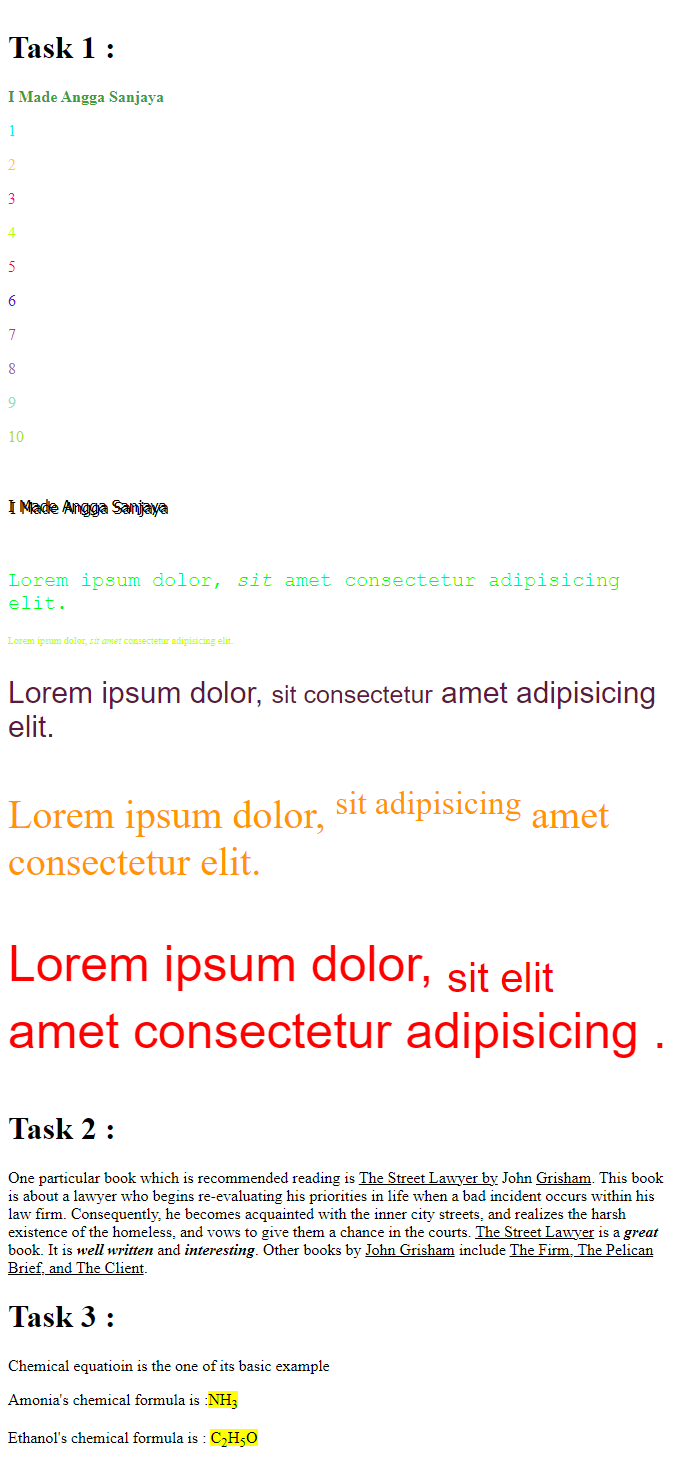 Task 1 :
I Made Angga Sanjaya
1
2
3
4
5
6
7
8
9
10
I Made Angga Sanjaya
Lorem ipsum dolor, sit amet consectetur adipisicing
elit.
Lorem ipsum dolor, sit amet consectetur adipisicing elit.
Lorem ipsum dolor, sit consectetur amet adipisicing
elit.
Lorem ipsum dolor, sit adipisicing amet
consectetur elit.
Lorem ipsum dolor, sit elit
amet consectetur adipisicing .
Task 2 :
One particular book which is recommended reading is The Street Lawyer by John Grisham. This book
is about a lawyer who begins re-evaluating his priorities in life when a bad incident occurs within his
law firm. Consequently, he becomes acquainted with the inner city streets, and realizes the harsh
existence of the homeless, and vows to give them a chance in the courts. The Street Lawyer is a great
book. It is well written and interesting. Other books by John Grisham include The Firm, The Pelican
Brief, and The Client.
Task 3 :
Chemical equatioin is the one of its basic example
Amonia's chemical formula is :NH3
Ethanol's chemical formula is : C2H5O